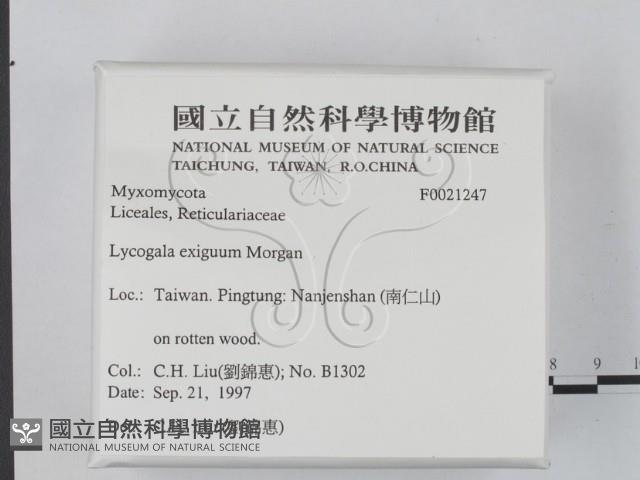 國立自然科學博物館
NATIONAL MUSEUM OF NATURAL SCIENCE
TAICHUNG, TAIWAN, R.O.CHINA
Myxomycota F0021247
Liceales, Reticulariaceae
Lycogala exiguum Morgan
Loc.: Taiwan. Pingtung: Nanjenshan (南仁山)
on rotten wood.
Col.: C.H. Liu(劉錦惠); No. B1302
Date: Sep. 21, 1997
8 9
國立自然科學博物館
NATIONAL MUSEUM OF NATURAL SCIENCE